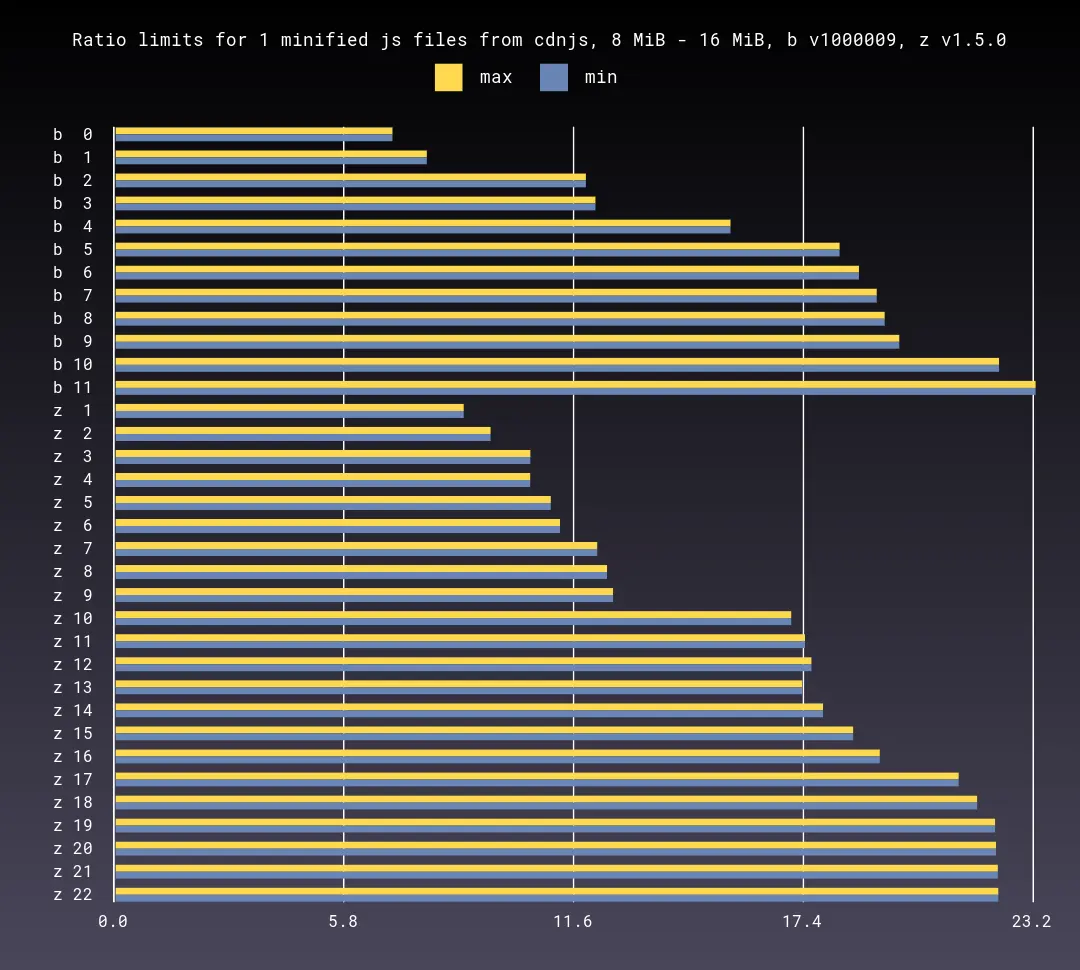 Ratio limits for 1 minified js files from cdnjs, 8 MiB - 16 MiB, b v1000009, z v1.5.0
max min
b 0
b 1
b 2
b 3
b 4
b 5
b 6
b 7
b 8
b 9
b 10
b 11
z 1
z 2
z 3
z 4
z 5
z 6
z 7
z 8
z 9
z 10
z 11
z 12
z 13
z 14
z 15
z 16
z 17
z 18
z 19
z 20
z 21
z 22
0.0 5.8 11.6 17.4 23.2